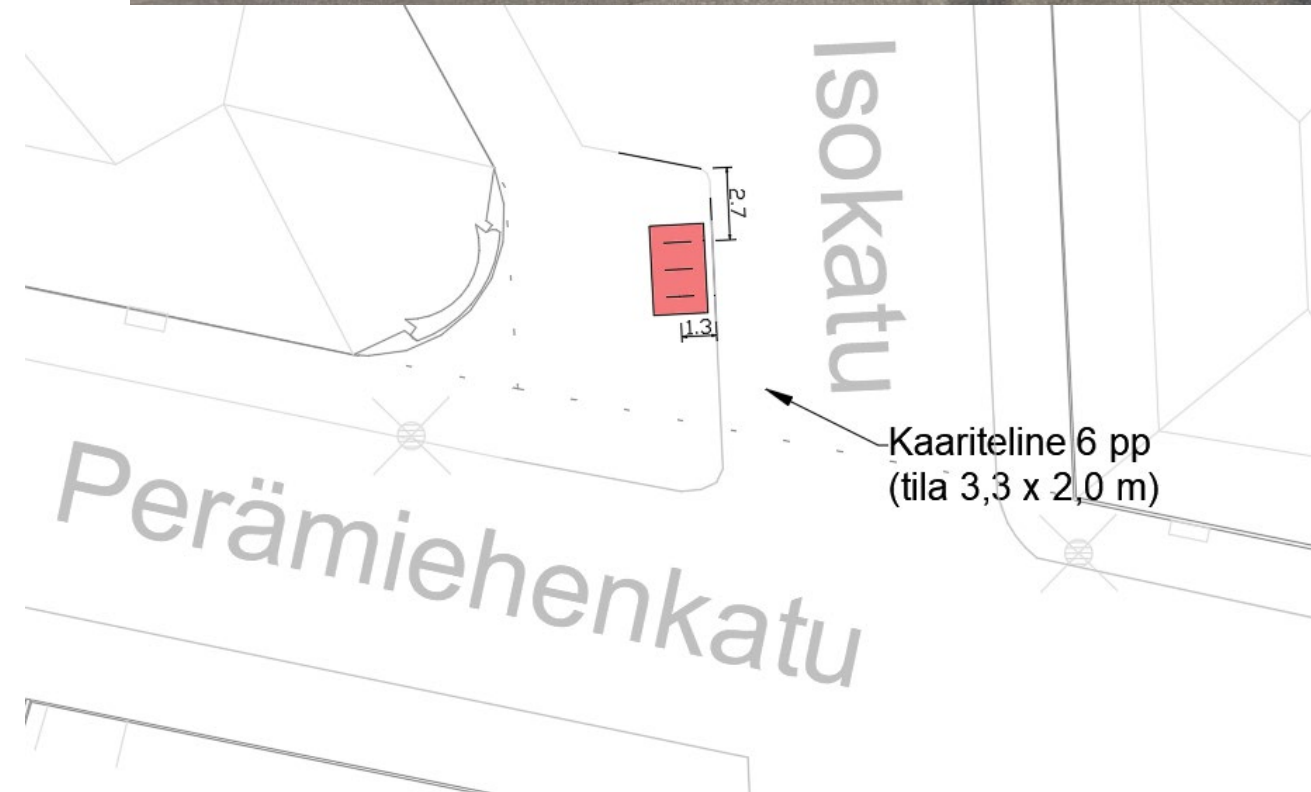 Isokatu
2.7
1.3
Kaariteline 6 pp
(tila 3,3 x 2,0 m)
Perämiehenkatu